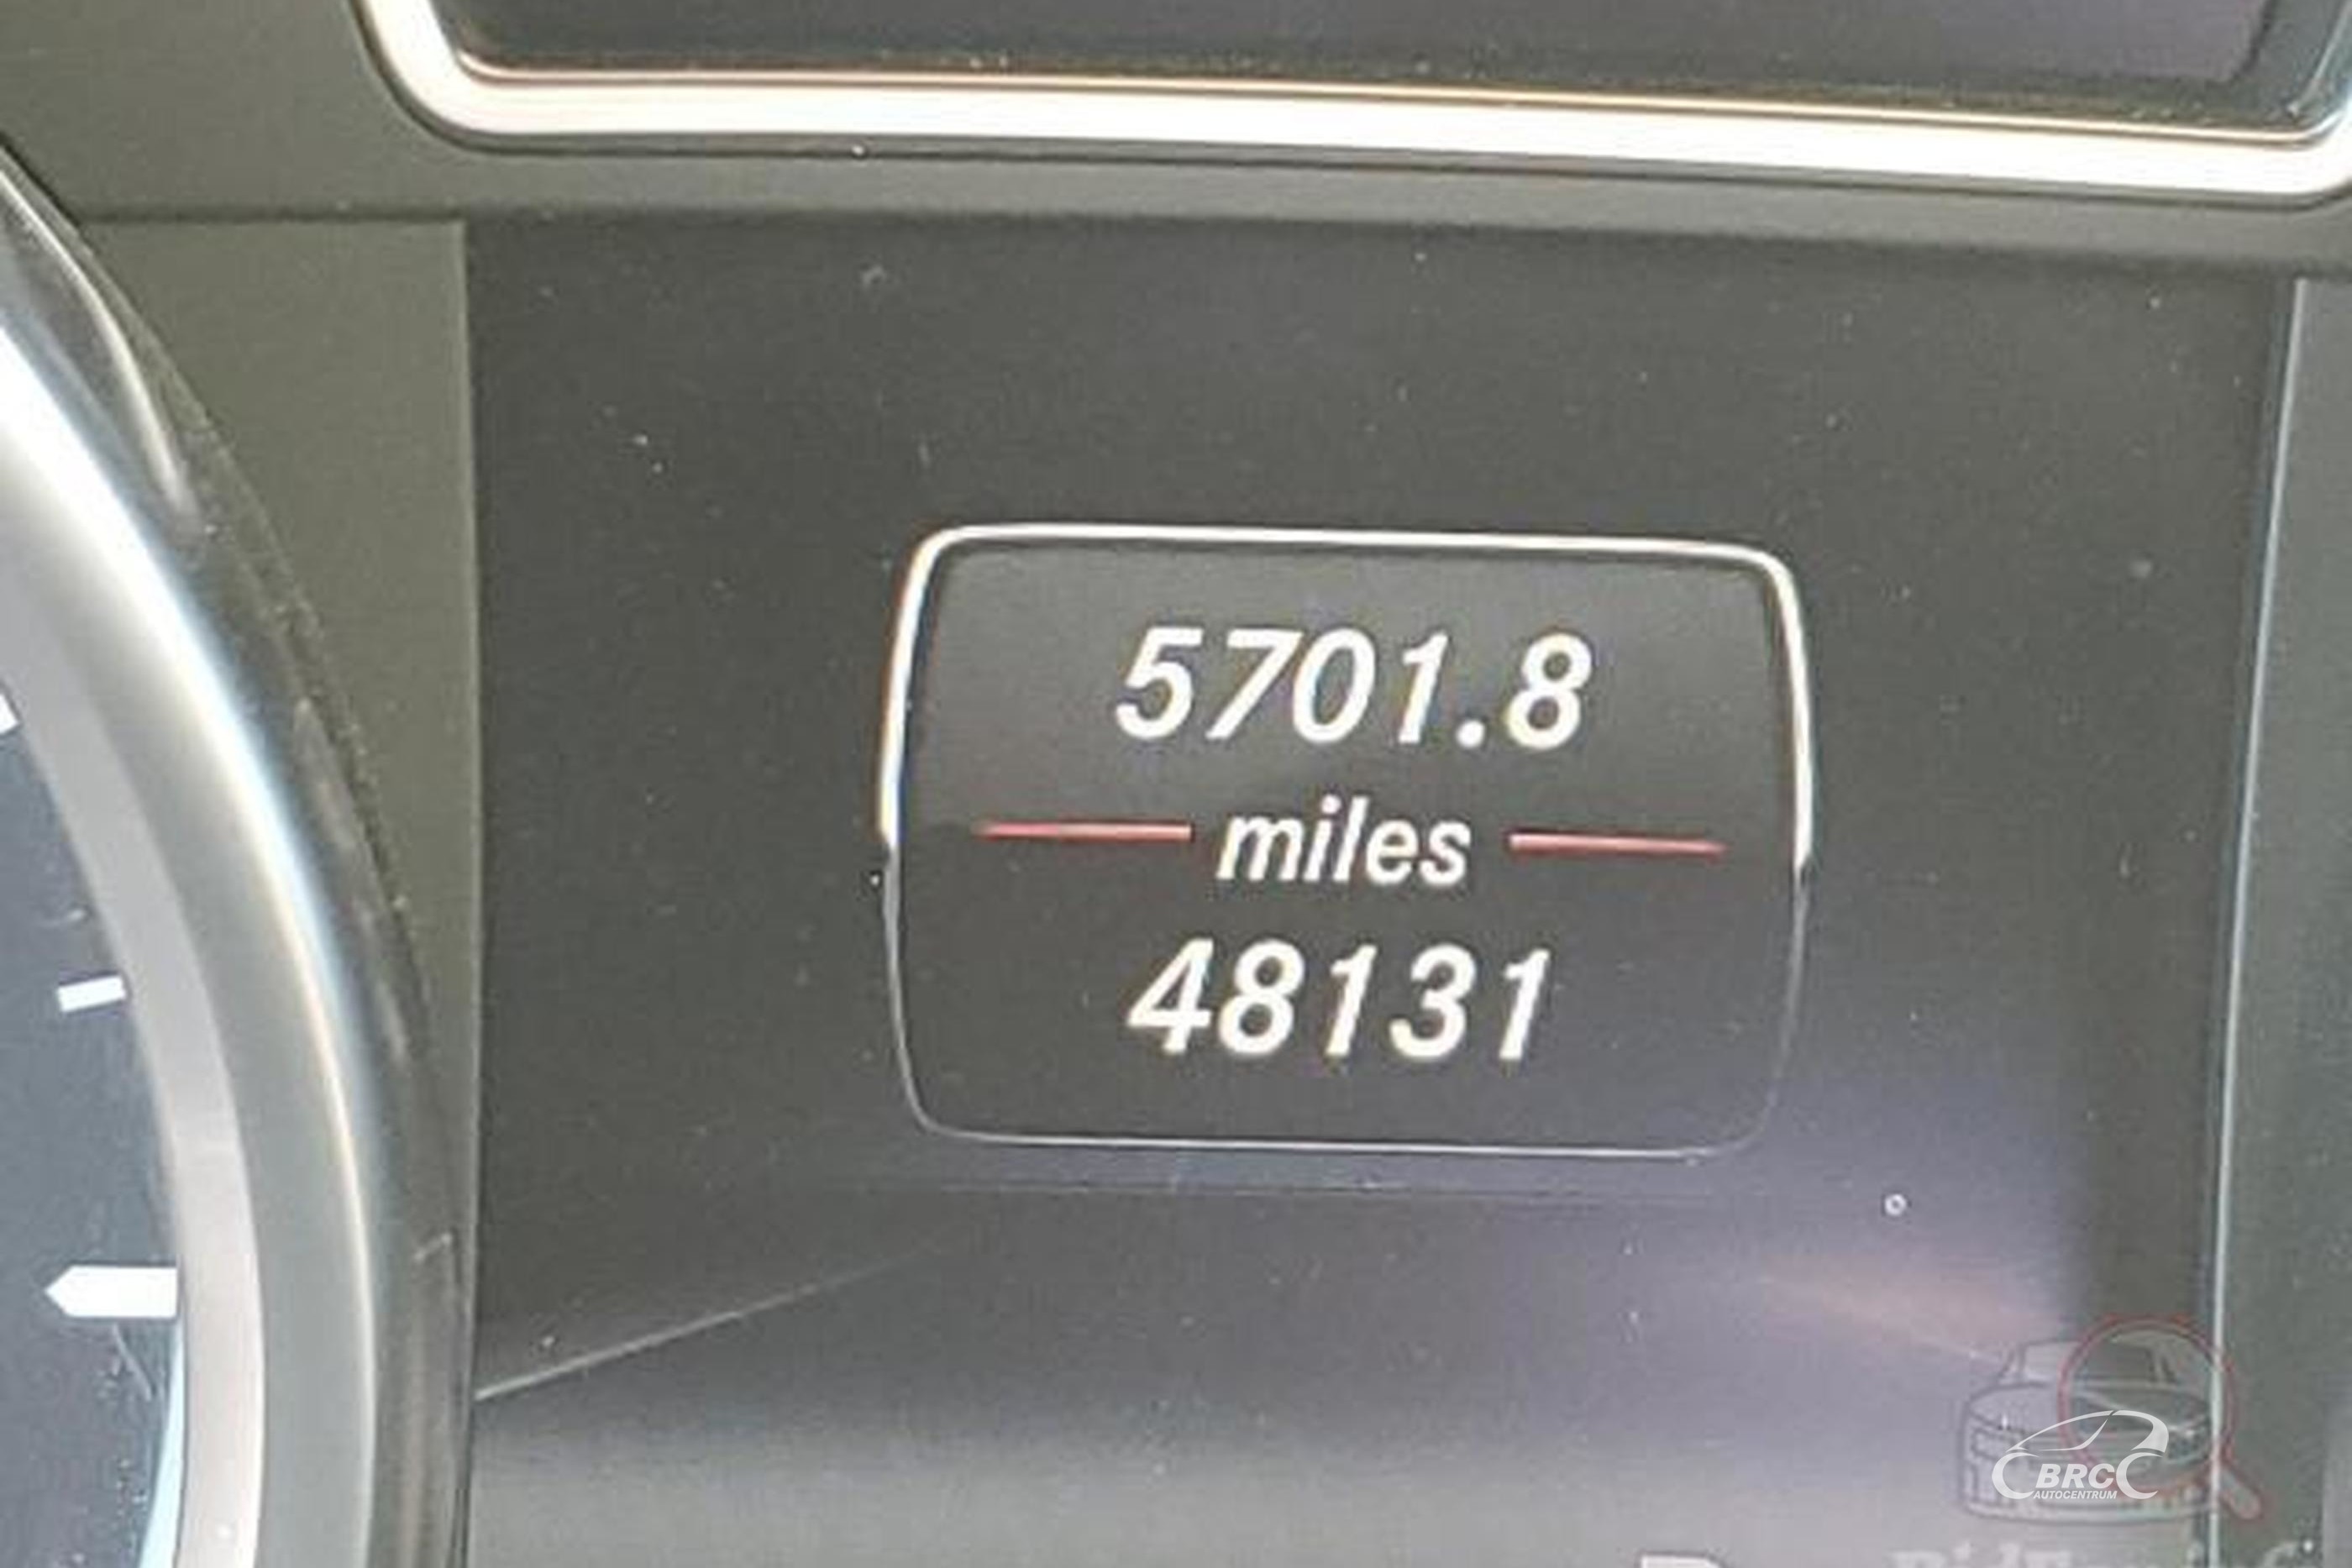 5701.8
miles
48131
BRC
AUTOCENTRUM